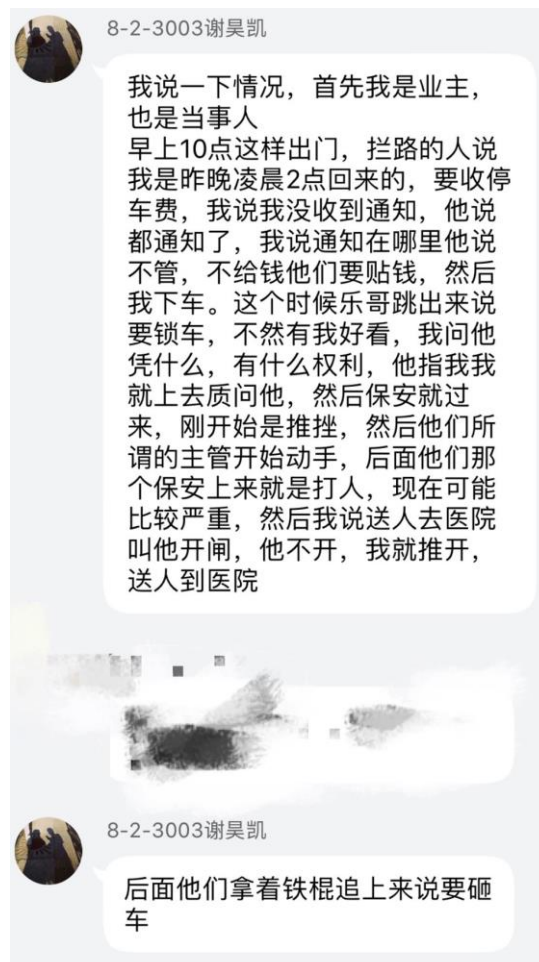 8-2-3003谢昊凯
我说一下情况，首先我是业主，
也是当事人
早上10点这样出门，拦路的人说
我是昨晚凌晨2点回来的，要收停
车费，我说我没收到通知，他说
都通知了，我说通知在哪里他说
不管，不给钱他们要贴钱，然后
我下车。这个时候乐哥跳出来说
要锁车，不然有我好看，我问他
凭什么，有什么权利，他指我我
就上去质问他，然后保安就过
来，刚开始是推挫，然后他们所
谓的主管开始动手，后面他们那
个保安上来就是打人，现在可能
比较严重，然后我说送人去医院
叫他开闸，他不开，我就推开，
送人到医院
8-2-3003谢昊凯
后面他们拿着铁棍追上来说要砸
车